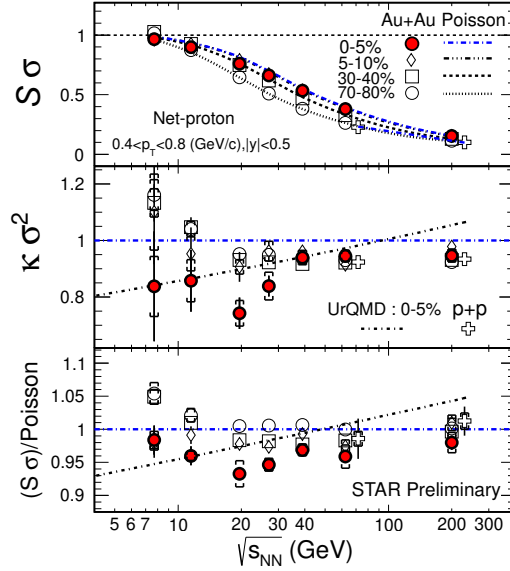 Au+Au Poisson
0-5%
5-10%
30-40%
70-80%
Net-proton
0.4<p_T<0.8 (GeV/c),|y|<0.5
S σ
1
0.5
0
κ σ²
1.2
1
0.8
UrQMD : 0-5% p+p
(S σ)/Poisson
1.1
1.05
1
0.95
0.9
STAR Preliminary
4 5 6 7 10 20 30 100 200
√s_NN (GeV)